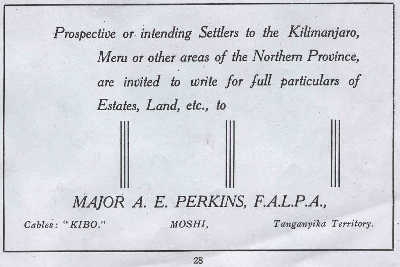 Prospective or intending Settlers to the Kilimanjaro,
Meru or other areas of the Northern Province,
are invited to write for full particulars of
Estates, Land, etc., to
MAJOR A. E. PERKINS, F.A.L.P.A.,
Cables: "KIBO." MOSHI, Tanganyika Territory.
28